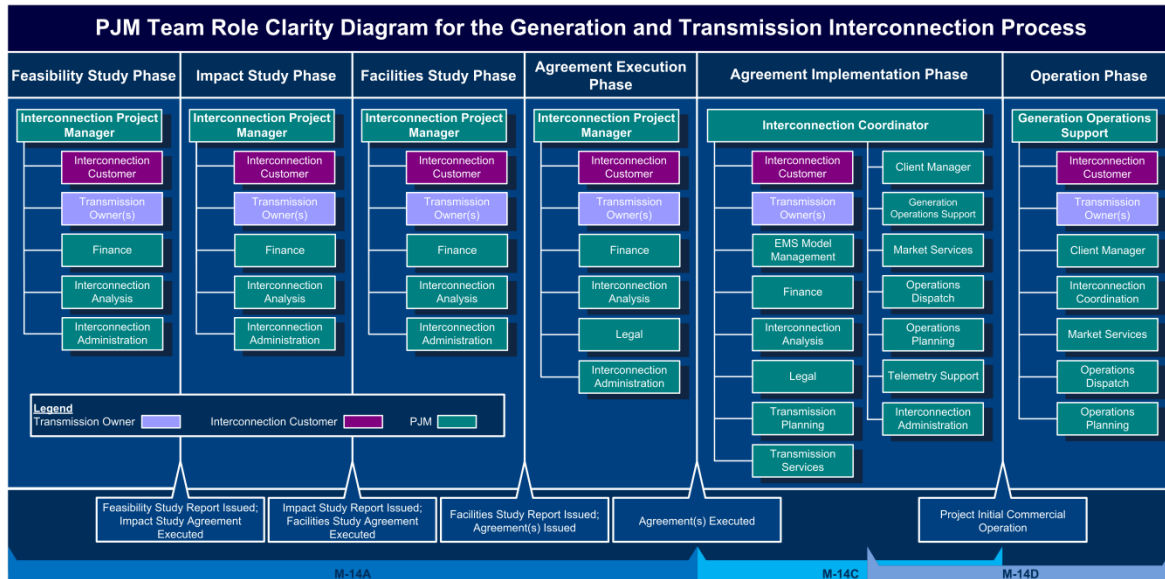 PJM Team Role Clarity Diagram for the Generation and Transmission Interconnection Process
Feasibility Study Phase
Impact Study Phase
Facilities Study Phase
Agreement Execution
Phase
Agreement Implementation Phase
Operation Phase
Interconnection Project
Manager
Interconnection
Customer
Transmission
Owner(s)
Finance
Interconnection
Analysis
Interconnection
Administration
Interconnection Project
Manager
Interconnection
Customer
Transmission
Owner(s)
Finance
Interconnection
Analysis
Interconnection
Administration
Interconnection Project
Manager
Interconnection
Customer
Transmission
Owner(s)
Finance
Interconnection
Analysis
Interconnection
Administration
Interconnection Project
Manager
Interconnection
Customer
Transmission
Owner(s)
Finance
Interconnection
Analysis
Legal
Interconnection
Administration
Interconnection Coordinator
Interconnection
Customer
Transmission
Owner(s)
EMS Model
Management
Finance
Interconnection
Analysis
Legal
Transmission
Planning
Transmission
Services
Client Manager
Generation
Operations Support
Market Services
Operations
Dispatch
Operations
Planning
Telemetry Support
Interconnection
Administration
Generation Operations
Support
Interconnection
Customer
Transmission
Owner(s)
Client Manager
Interconnection
Coordination
Market Services
Operations
Dispatch
Operations
Planning
Legend
Transmission Owner
Interconnection Customer
PJM
Feasibility Study Report Issued;
Impact Study Agreement
Executed
Impact Study Report Issued;
Facilities Study Agreement
Executed
Facilities Study Report Issued;
Agreement(s) Issued
Agreement(s) Executed
Project Initial Commercial
Operation
M-14A
M-14C
M-14D